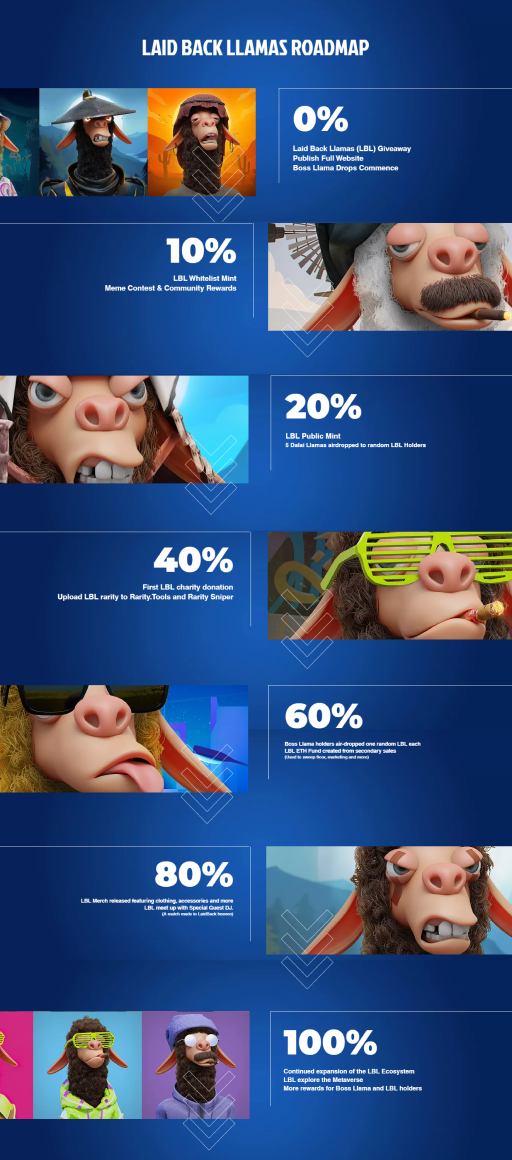 LAID BACK LLAMAS ROADMAP
0%
Laid Back Llamas (LBL) Giveaway
Publish Full Website
Boss Llama Drops Commence
10%
LBL Whitelist Mint
Meme Contest & Community Rewards
20%
LBL Public Mint
5 Dalai Llamas airdropped to random LBL Holders
40%
First LBL charity donation
Upload LBL rarity to Rarity.Tools and Rarity Sniper
60%
Boss Llama holders air-dropped one random LBL each
LBL ETH Fund created from secondary sales
(Used to sweep floor, marketing and more)
80%
LBL Merch released featuring clothing, accessories and more
LBL meet up with Special Guest DJ.
(A match made in LaidBack heaven)
100%
Continued expansion of the LBL Ecosystem
LBL explore the Metaverse
More rewards for Boss Llama and LBL holders